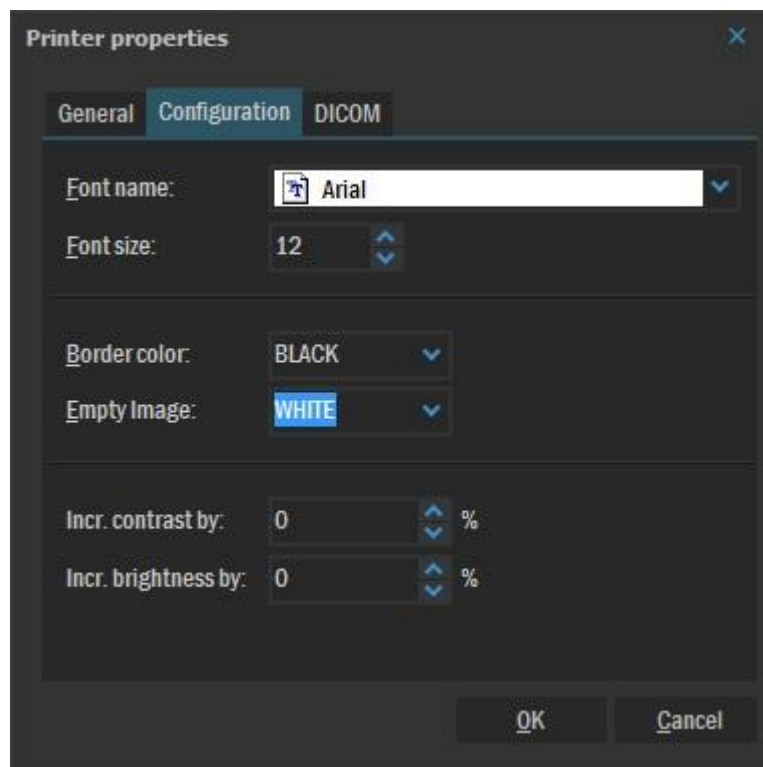 Printer properties
General Configuration DICOM
Font name: Arial
Font size: 12
Border color: BLACK
Empty Image: WHITE
Incr. contrast by: 0 %
Incr. brightness by: 0 %
OK Cancel